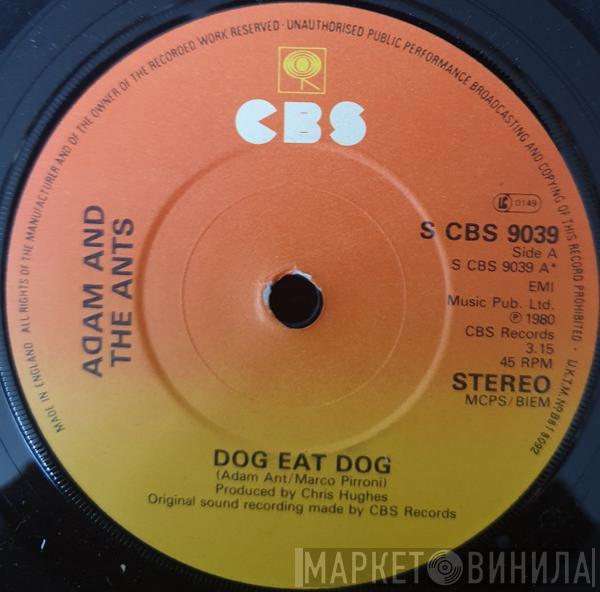 MADE IN ENGLAND · ALL RIGHTS OF THE MANUFACTURER AND OF THE OWNER OF THE RECORDED WORK RESERVED · UNAUTHORISED PUBLIC PERFORMANCE BROADCASTING AND COPYING OF THIS RECORD PROHIBITED · U.K.T.M. Nº B618092
CBS
ADAM AND
THE ANTS
LC 0149
S CBS 9039
Side A
S CBS 9039 A*
EMI
Music Pub. Ltd.
℗ 1980
CBS Records
3.15
45 RPM
STEREO
MCPS/BIEM
DOG EAT DOG
(Adam Ant/Marco Pirroni)
Produced by Chris Hughes
Original sound recording made by CBS Records
МАРКЕТ ВИНИЛА